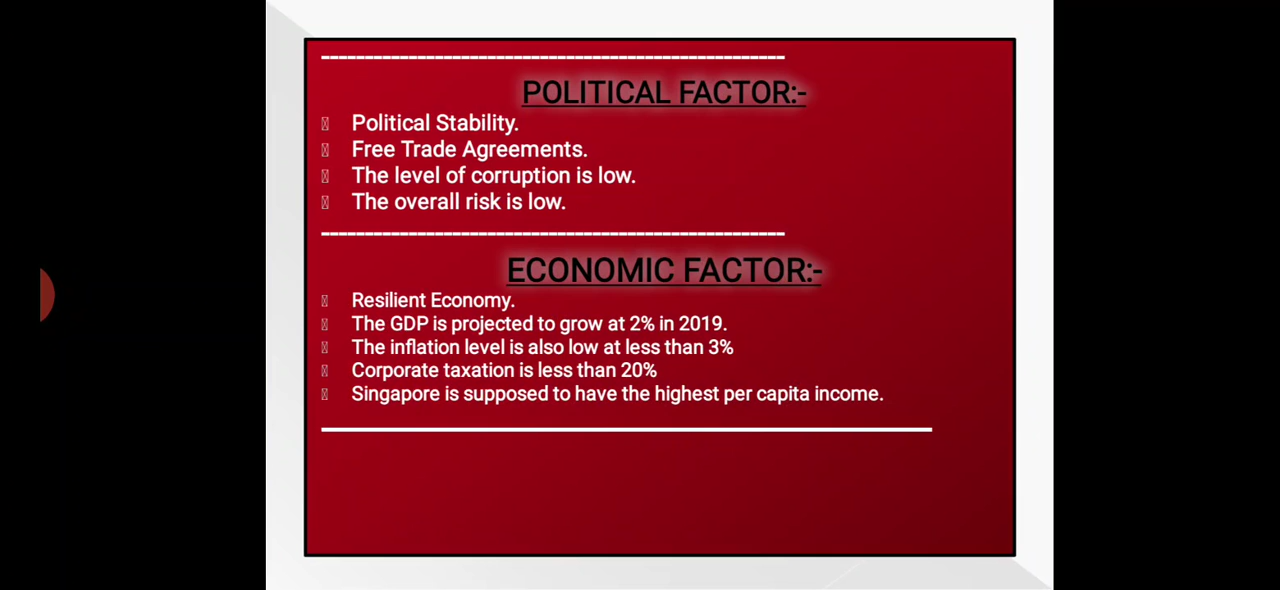 POLITICAL FACTOR:-
Political Stability.
Free Trade Agreements.
The level of corruption is low.
The overall risk is low.
ECONOMIC FACTOR:-
Resilient Economy.
The GDP is projected to grow at 2% in 2019.
The inflation level is also low at less than 3%
Corporate taxation is less than 20%
Singapore is supposed to have the highest per capita income.